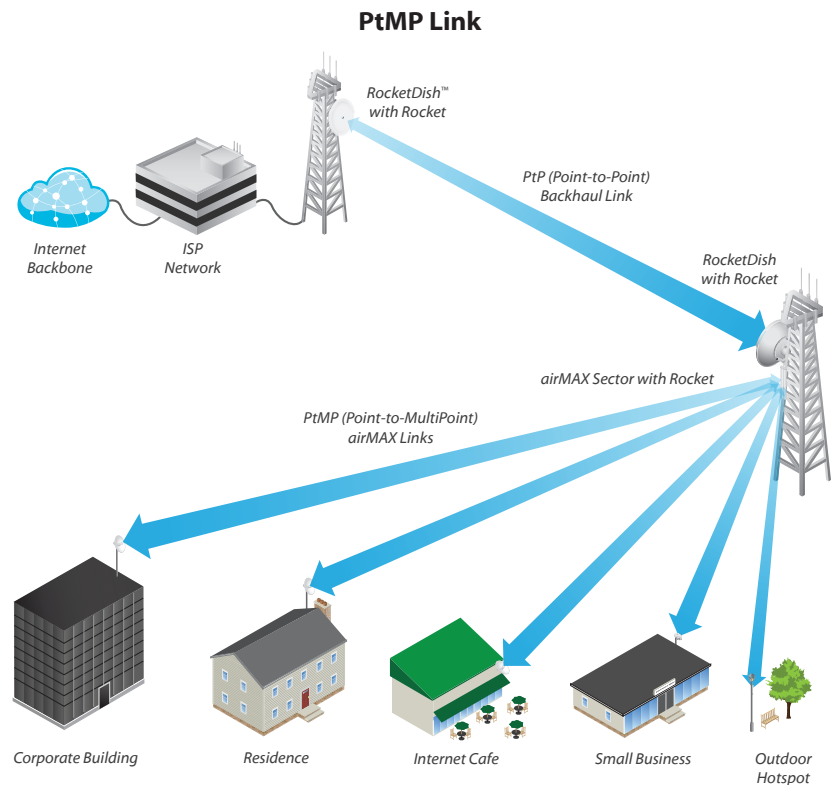 PtMP Link
RocketDish™
with Rocket
PtP (Point-to-Point)
Backhaul Link
Internet
Backbone
ISP
Network
RocketDish
with Rocket
airMAX Sector with Rocket
PtMP (Point-to-MultiPoint)
airMAX Links
Corporate Building
Residence
Internet Cafe
Small Business
Outdoor
Hotspot